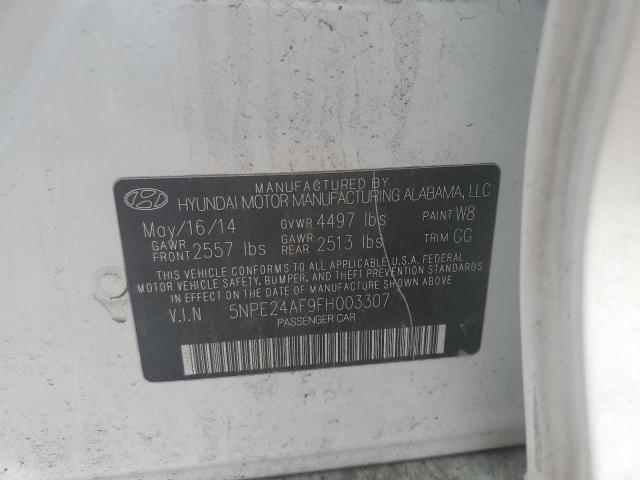 MANUFACTURED BY
HYUNDAI MOTOR MANUFACTURING ALABAMA, LLC
May/16/14 GVWR 4497 lbs PAINT W8
GAWR FRONT 2557 lbs GAWR REAR 2513 lbs TRIM GG
THIS VEHICLE CONFORMS TO ALL APPLICABLE U.S.A. FEDERAL
MOTOR VEHICLE SAFETY, BUMPER, AND THEFT PREVENTION STANDARDS
IN EFFECT ON THE DATE OF MANUFACTURE SHOWN ABOVE
V.I.N 5NPE24AF9FH003307
PASSENGER CAR